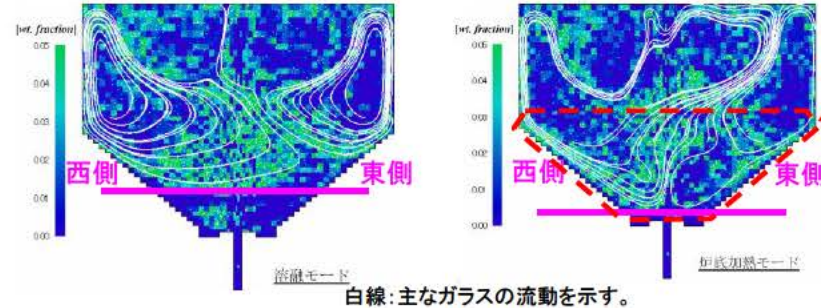 [wt. fraction]
0.05
0.04
0.03
0.02
0.01
0.00
西側
東側
溶融モード
[wt. fraction]
0.05
0.04
0.03
0.02
0.01
0.00
西側
東側
炉底加熱モード
白線:主なガラスの流動を示す。